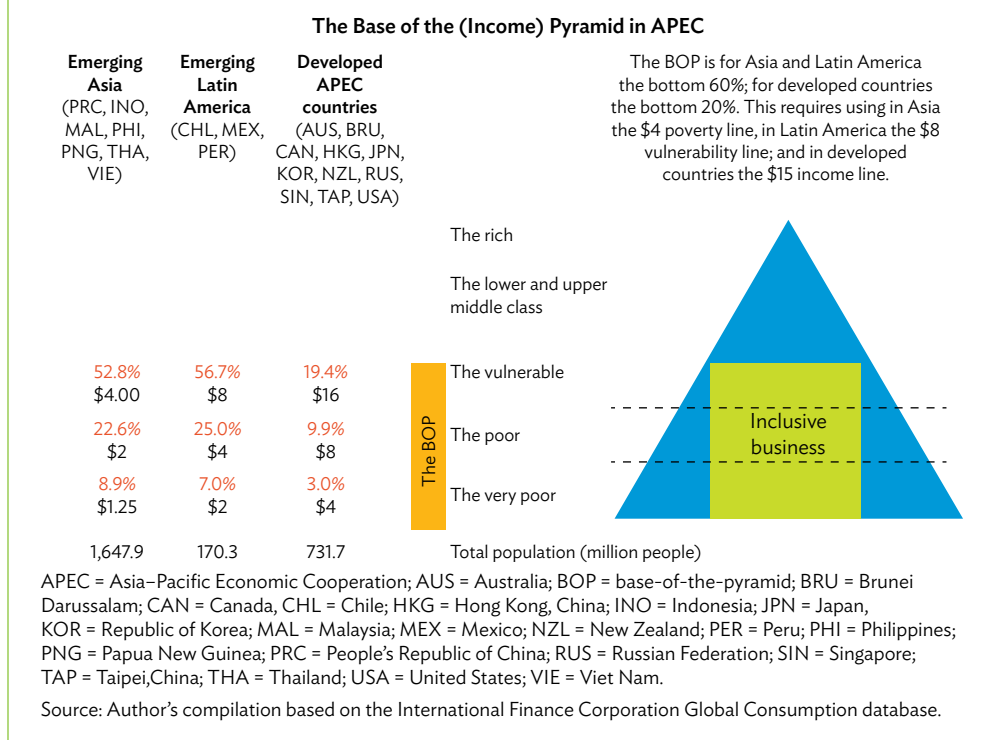 The Base of the (Income) Pyramid in APEC
Emerging
Asia
(PRC, INO,
MAL, PHI,
PNG, THA,
VIE)
Emerging
Latin
America
(CHL, MEX,
PER)
Developed
APEC
countries
(AUS, BRU,
CAN, HKG, JPN,
KOR, NZL, RUS,
SIN, TAP, USA)
The BOP is for Asia and Latin America
the bottom 60%; for developed countries
the bottom 20%. This requires using in Asia
the $4 poverty line, in Latin America the $8
vulnerability line; and in developed
countries the $15 income line.
The rich
The lower and upper
middle class
52.8% 56.7% 19.4% The vulnerable
$4.00 $8 $16
22.6% 25.0% 9.9% The poor
$2 $4 $8
8.9% 7.0% 3.0% The very poor
$1.25 $2 $4
The BOP
Inclusive
business
1,647.9 170.3 731.7 Total population (million people)
APEC = Asia–Pacific Economic Cooperation; AUS = Australia; BOP = base-of-the-pyramid; BRU = Brunei
Darussalam; CAN = Canada, CHL = Chile; HKG = Hong Kong, China; INO = Indonesia; JPN = Japan,
KOR = Republic of Korea; MAL = Malaysia; MEX = Mexico; NZL = New Zealand; PER = Peru; PHI = Philippines;
PNG = Papua New Guinea; PRC = People's Republic of China; RUS = Russian Federation; SIN = Singapore;
TAP = Taipei,China; THA = Thailand; USA = United States; VIE = Viet Nam.
Source: Author's compilation based on the International Finance Corporation Global Consumption database.